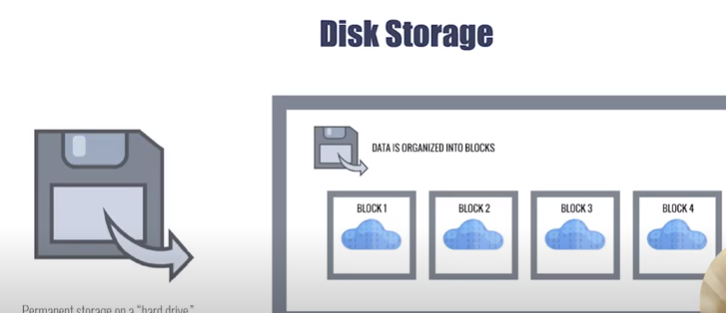 Disk Storage
DATA IS ORGANIZED INTO BLOCKS
BLOCK 1
BLOCK 2
BLOCK 3
BLOCK 4
Permanent storage on a "hard drive"